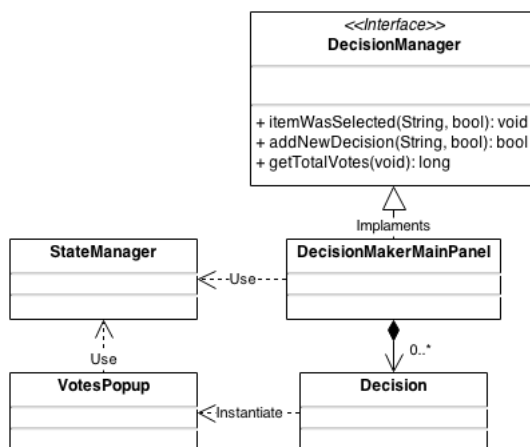 <<Interface>>
DecisionManager
+ itemWasSelected(String, bool): void
+ addNewDecision(String, bool): bool
+ getTotalVotes(void): long
Implaments
StateManager
DecisionMakerMainPanel
Use
Use
0..*
VotesPopup
Decision
Instantiate